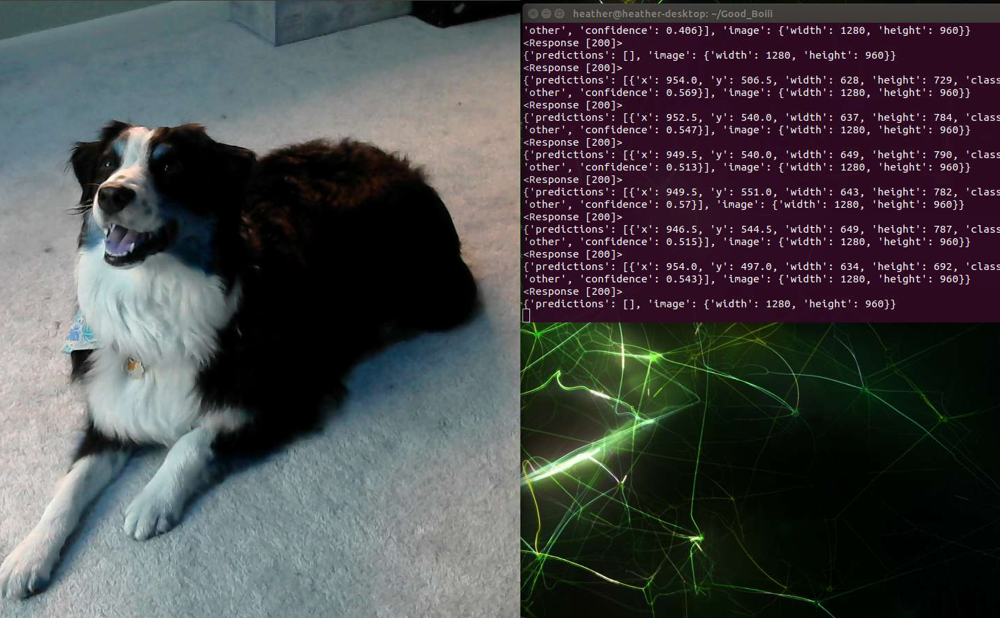 heather@heather-desktop: ~/Good_Boiii
'other', 'confidence': 0.406}], 'image': {'width': 1280, 'height': 960}}
<Response [200]>
{'predictions': [], 'image': {'width': 1280, 'height': 960}}
<Response [200]>
{'predictions': [{'x': 954.0, 'y': 506.5, 'width': 628, 'height': 729, 'class
'other', 'confidence': 0.569}], 'image': {'width': 1280, 'height': 960}}
<Response [200]>
{'predictions': [{'x': 952.5, 'y': 540.0, 'width': 637, 'height': 784, 'class
'other', 'confidence': 0.547}], 'image': {'width': 1280, 'height': 960}}
<Response [200]>
{'predictions': [{'x': 949.5, 'y': 540.0, 'width': 649, 'height': 790, 'class
'other', 'confidence': 0.513}], 'image': {'width': 1280, 'height': 960}}
<Response [200]>
{'predictions': [{'x': 949.5, 'y': 551.0, 'width': 643, 'height': 782, 'class
'other', 'confidence': 0.57}], 'image': {'width': 1280, 'height': 960}}
<Response [200]>
{'predictions': [{'x': 946.5, 'y': 544.5, 'width': 649, 'height': 787, 'class
'other', 'confidence': 0.515}], 'image': {'width': 1280, 'height': 960}}
<Response [200]>
{'predictions': [{'x': 954.0, 'y': 497.0, 'width': 634, 'height': 692, 'class
'other', 'confidence': 0.543}], 'image': {'width': 1280, 'height': 960}}
<Response [200]>
{'predictions': [], 'image': {'width': 1280, 'height': 960}}